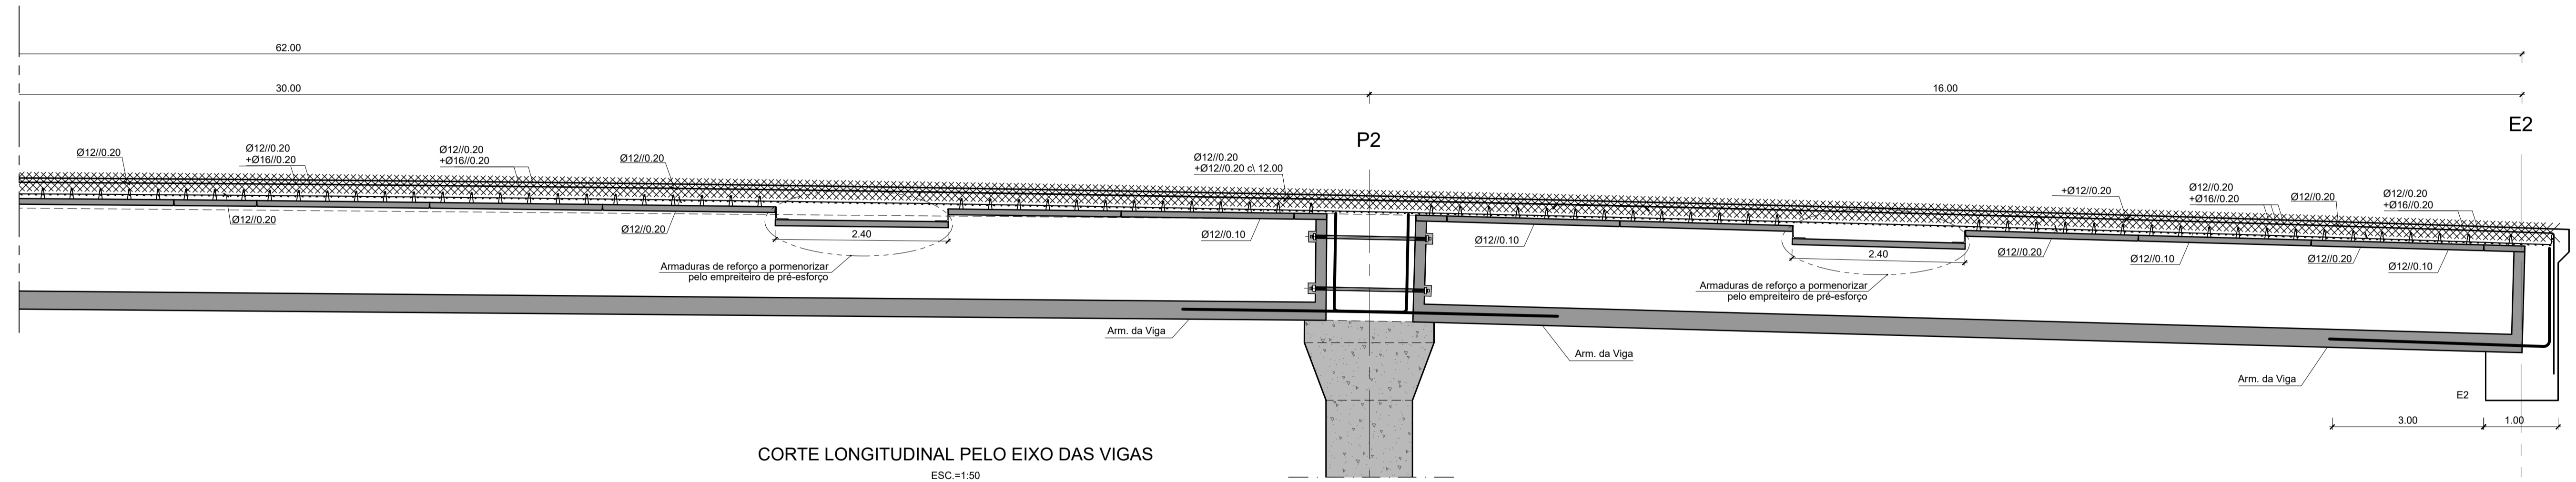 62.00
30.00
16.00
P2
E2
Ø12//0.20
Ø12//0.20
+Ø16//0.20
Ø12//0.20
+Ø16//0.20
Ø12//0.20
Ø12//0.20
+Ø12//0.20 c\ 12.00
+Ø12//0.20
Ø12//0.20
+Ø16//0.20
Ø12//0.20
Ø12//0.20
+Ø16//0.20
Ø12//0.20
Ø12//0.20
2.40
Ø12//0.10
Ø12//0.10
2.40
Ø12//0.20
Ø12//0.10
Ø12//0.20
Ø12//0.10
Armaduras de reforço a pormenorizar
pelo empreiteiro de pré-esforço
Armaduras de reforço a pormenorizar
pelo empreiteiro de pré-esforço
Arm. da Viga
Arm. da Viga
Arm. da Viga
E2
3.00
1.00
CORTE LONGITUDINAL PELO EIXO DAS VIGAS
ESC.=1:50